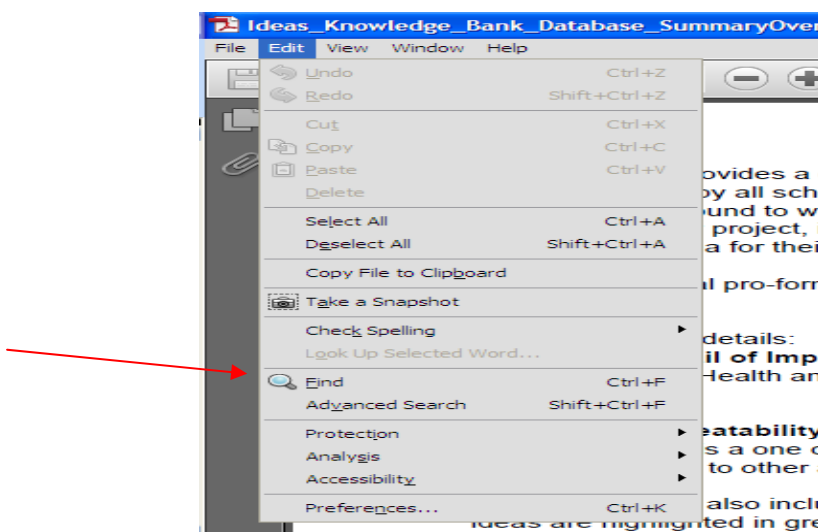 Ideas_Knowledge_Bank_Database_SummaryOver
File Edit View Window Help
Undo Ctrl+Z
Redo Shift+Ctrl+Z
Cut Ctrl+X
Copy Ctrl+C
Paste Ctrl+V
Delete
Select All Ctrl+A
Deselect All Shift+Ctrl+A
Copy File to Clipboard
Take a Snapshot
Check Spelling
Look Up Selected Word...
Find Ctrl+F
Advanced Search Shift+Ctrl+F
Protection
Analysis
Accessibility
Preferences... Ctrl+K
ovides a
by all sch
und to w
project,
a for thei
l pro-forr
details:
il of Imp
Health an
eatability
s a one
to other
also incl
ideas are highlighted in gre